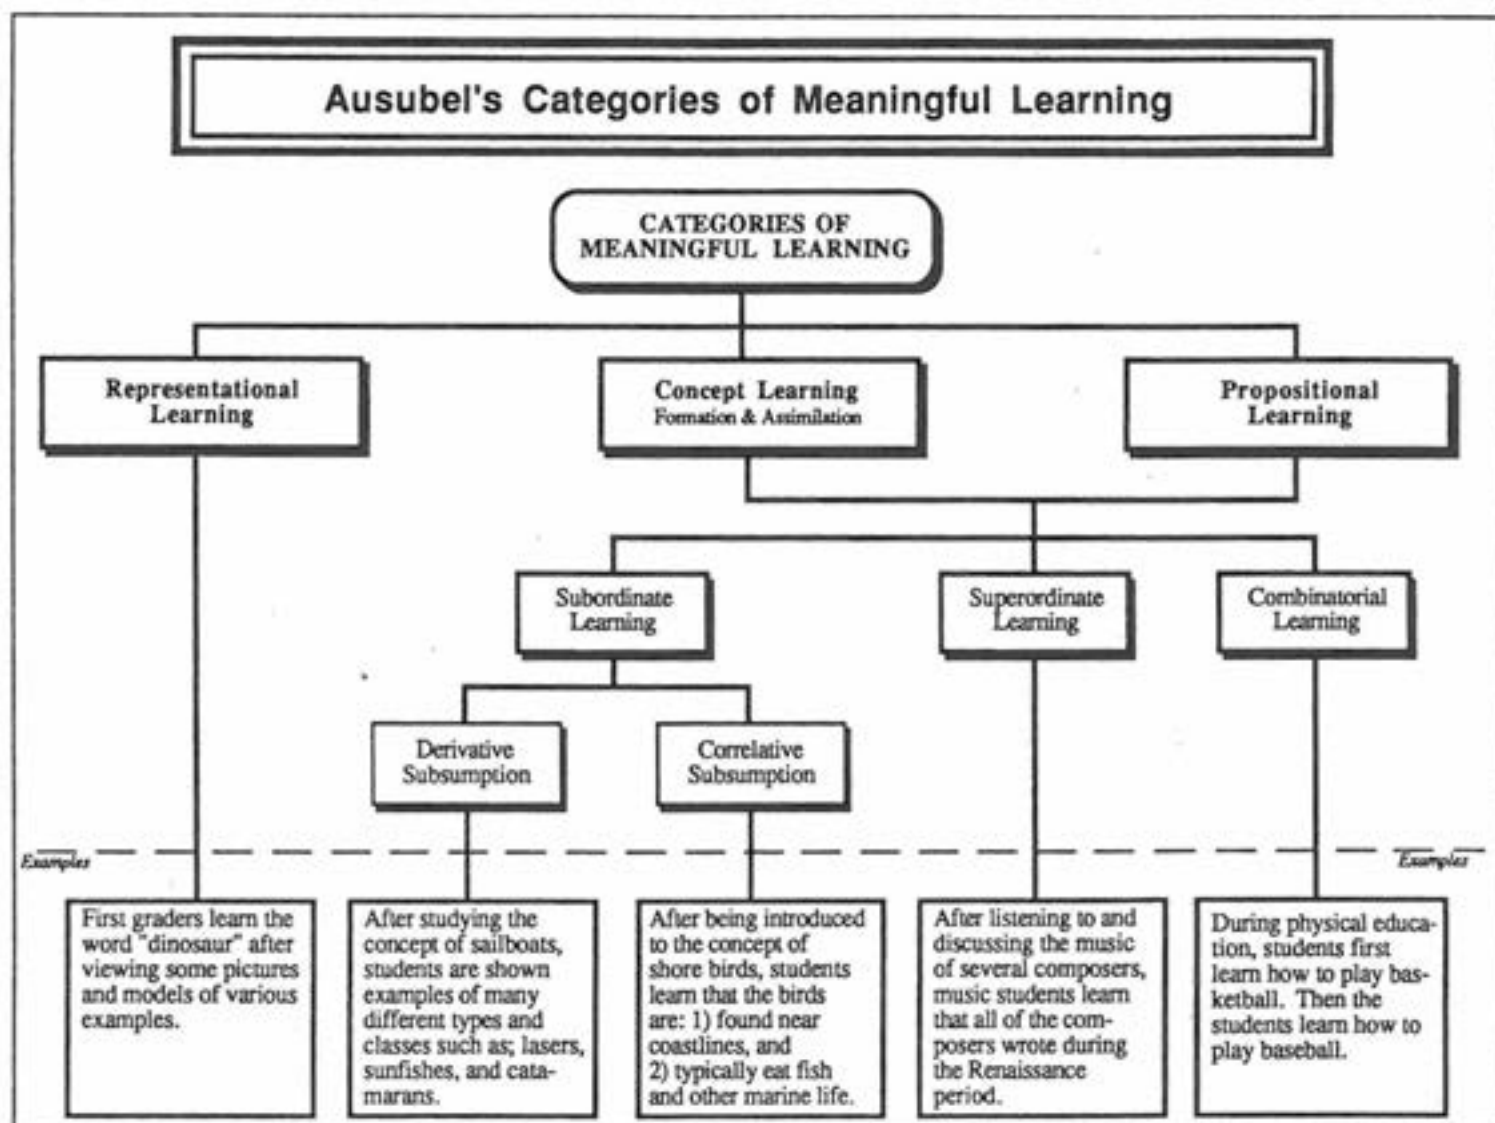 Ausubel's Categories of Meaningful Learning
CATEGORIES OF
MEANINGFUL LEARNING
Representational
Learning
Concept Learning
Formation & Assimilation
Propositional
Learning
Subordinate
Learning
Superordinate
Learning
Combinatorial
Learning
Derivative
Subsumption
Correlative
Subsumption
Examples
Examples
First graders learn the
word "dinosaur" after
viewing some pictures
and models of various
examples.
After studying the
concept of sailboats,
students are shown
examples of many
different types and
classes such as; lasers,
sunfishes, and cata-
marans.
After being introduced
to the concept of
shore birds, students
learn that the birds
are: 1) found near
coastlines, and
2) typically eat fish
and other marine life.
After listening to and
discussing the music
of several composers,
music students learn
that all of the com-
posers wrote during
the Renaissance
period.
During physical educa-
tion, students first
learn how to play bas-
ketball. Then the
students learn how to
play baseball.